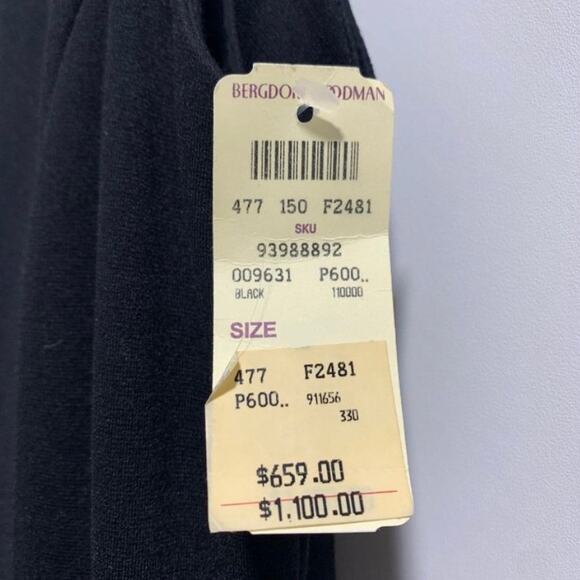 BERGDO ODMAN
477 150 F2481
SKU
93988892
009631 P600..
BLACK 110000
SIZE
477 F2481
P600.. 911656
330
$659.00
$1,100.00